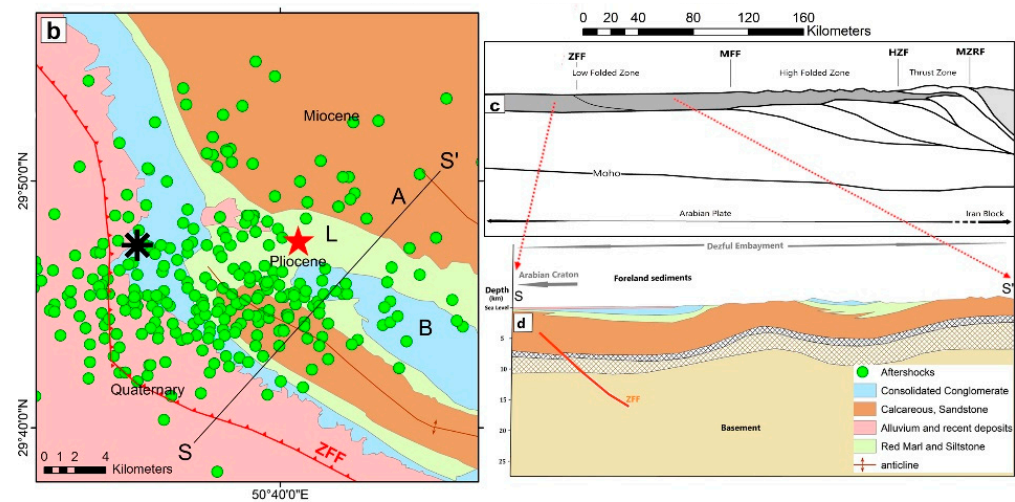 b
Miocene
S'
A
L
Pliocene
B
Quaternary
S
ZFF
29°50'0"N
29°40'0"N
0 1 2 4
Kilometers
50°40'0"E
0 20 40 80 120 160
Kilometers
ZFF MFF HZF MZRF
Low Folded Zone High Folded Zone Thrust Zone
c
Moho
Arabian Plate Iran Block
Dezful Embayment
Arabian Craton
Foreland sediments
Depth
(km)
S S'
Sea Level
d
5
10
15
20
25
ZFF
Basement
Aftershocks
Consolidated Conglomerate
Calcareous, Sandstone
Alluvium and recent deposits
Red Marl and Siltstone
anticline